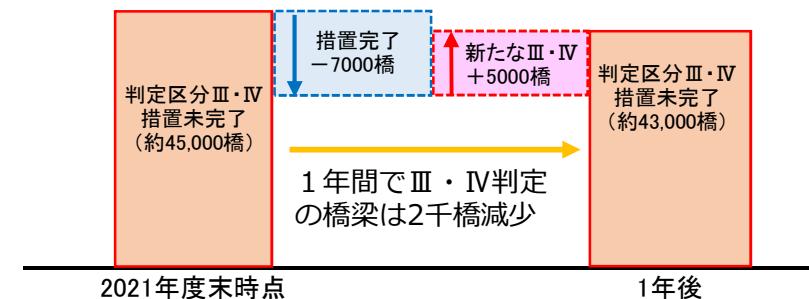 措置完了
－7000橋
新たなⅢ・Ⅳ
＋5000橋
判定区分Ⅲ・Ⅳ
措置未完了
（約45,000橋）
判定区分Ⅲ・Ⅳ
措置未完了
（約43,000橋）
１年間でⅢ・Ⅳ判定
の橋梁は2千橋減少
2021年度末時点
1年後